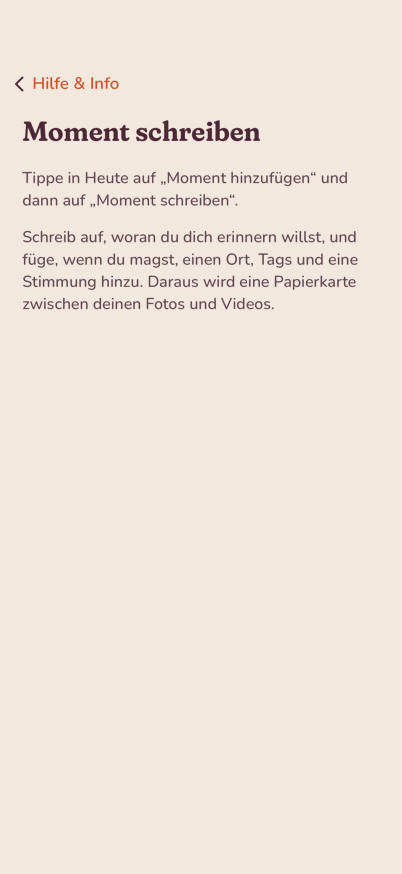 Hilfe & Info
Moment schreiben
Tippe in Heute auf „Moment hinzufügen“ und
dann auf „Moment schreiben“.
Schreib auf, woran du dich erinnern willst, und
füge, wenn du magst, einen Ort, Tags und eine
Stimmung hinzu. Daraus wird eine Papierkarte
zwischen deinen Fotos und Videos.